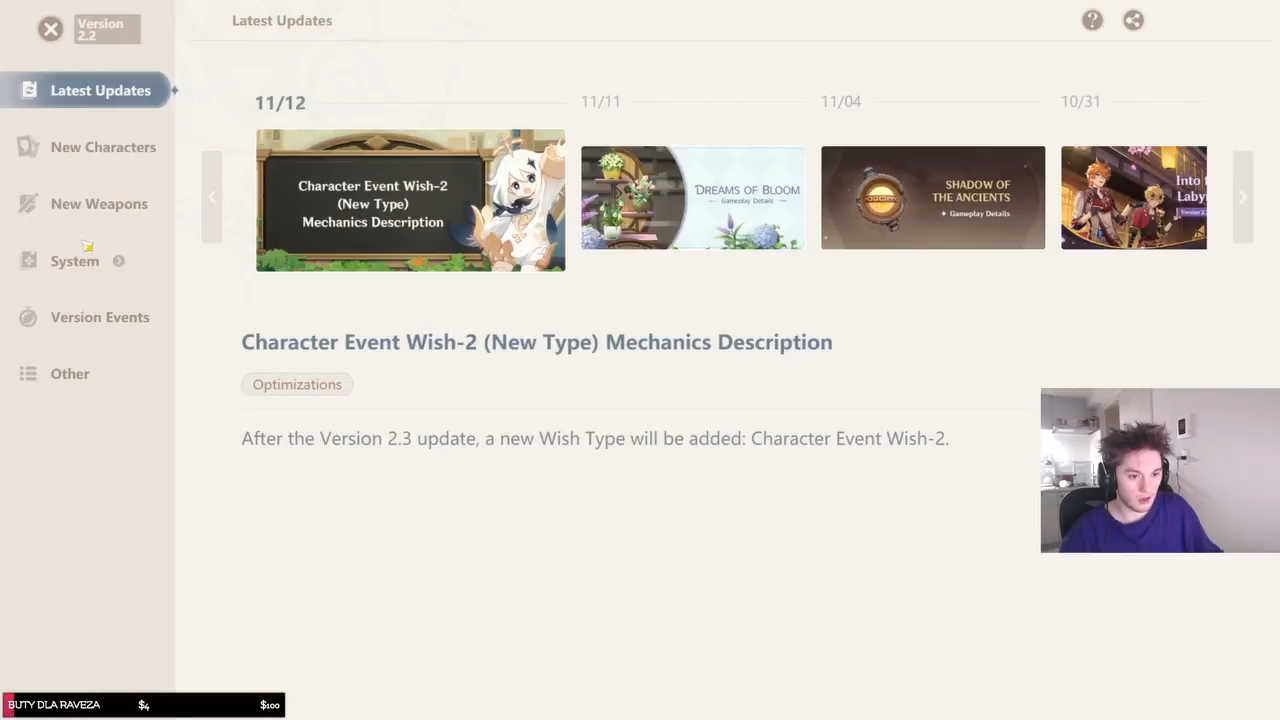 Version
2.2
Latest Updates
Latest Updates
New Characters
New Weapons
System
Version Events
Other
11/12
11/11
11/04
10/31
Character Event Wish-2
(New Type)
Mechanics Description
DREAMS OF BLOOM
Gameplay Details
SHADOW OF
THE ANCIENTS
Gameplay Details
Into
Laby
Version 2.
Character Event Wish-2 (New Type) Mechanics Description
Optimizations
After the Version 2.3 update, a new Wish Type will be added: Character Event Wish-2.
BUTY DLA RAVEZA $4 $100